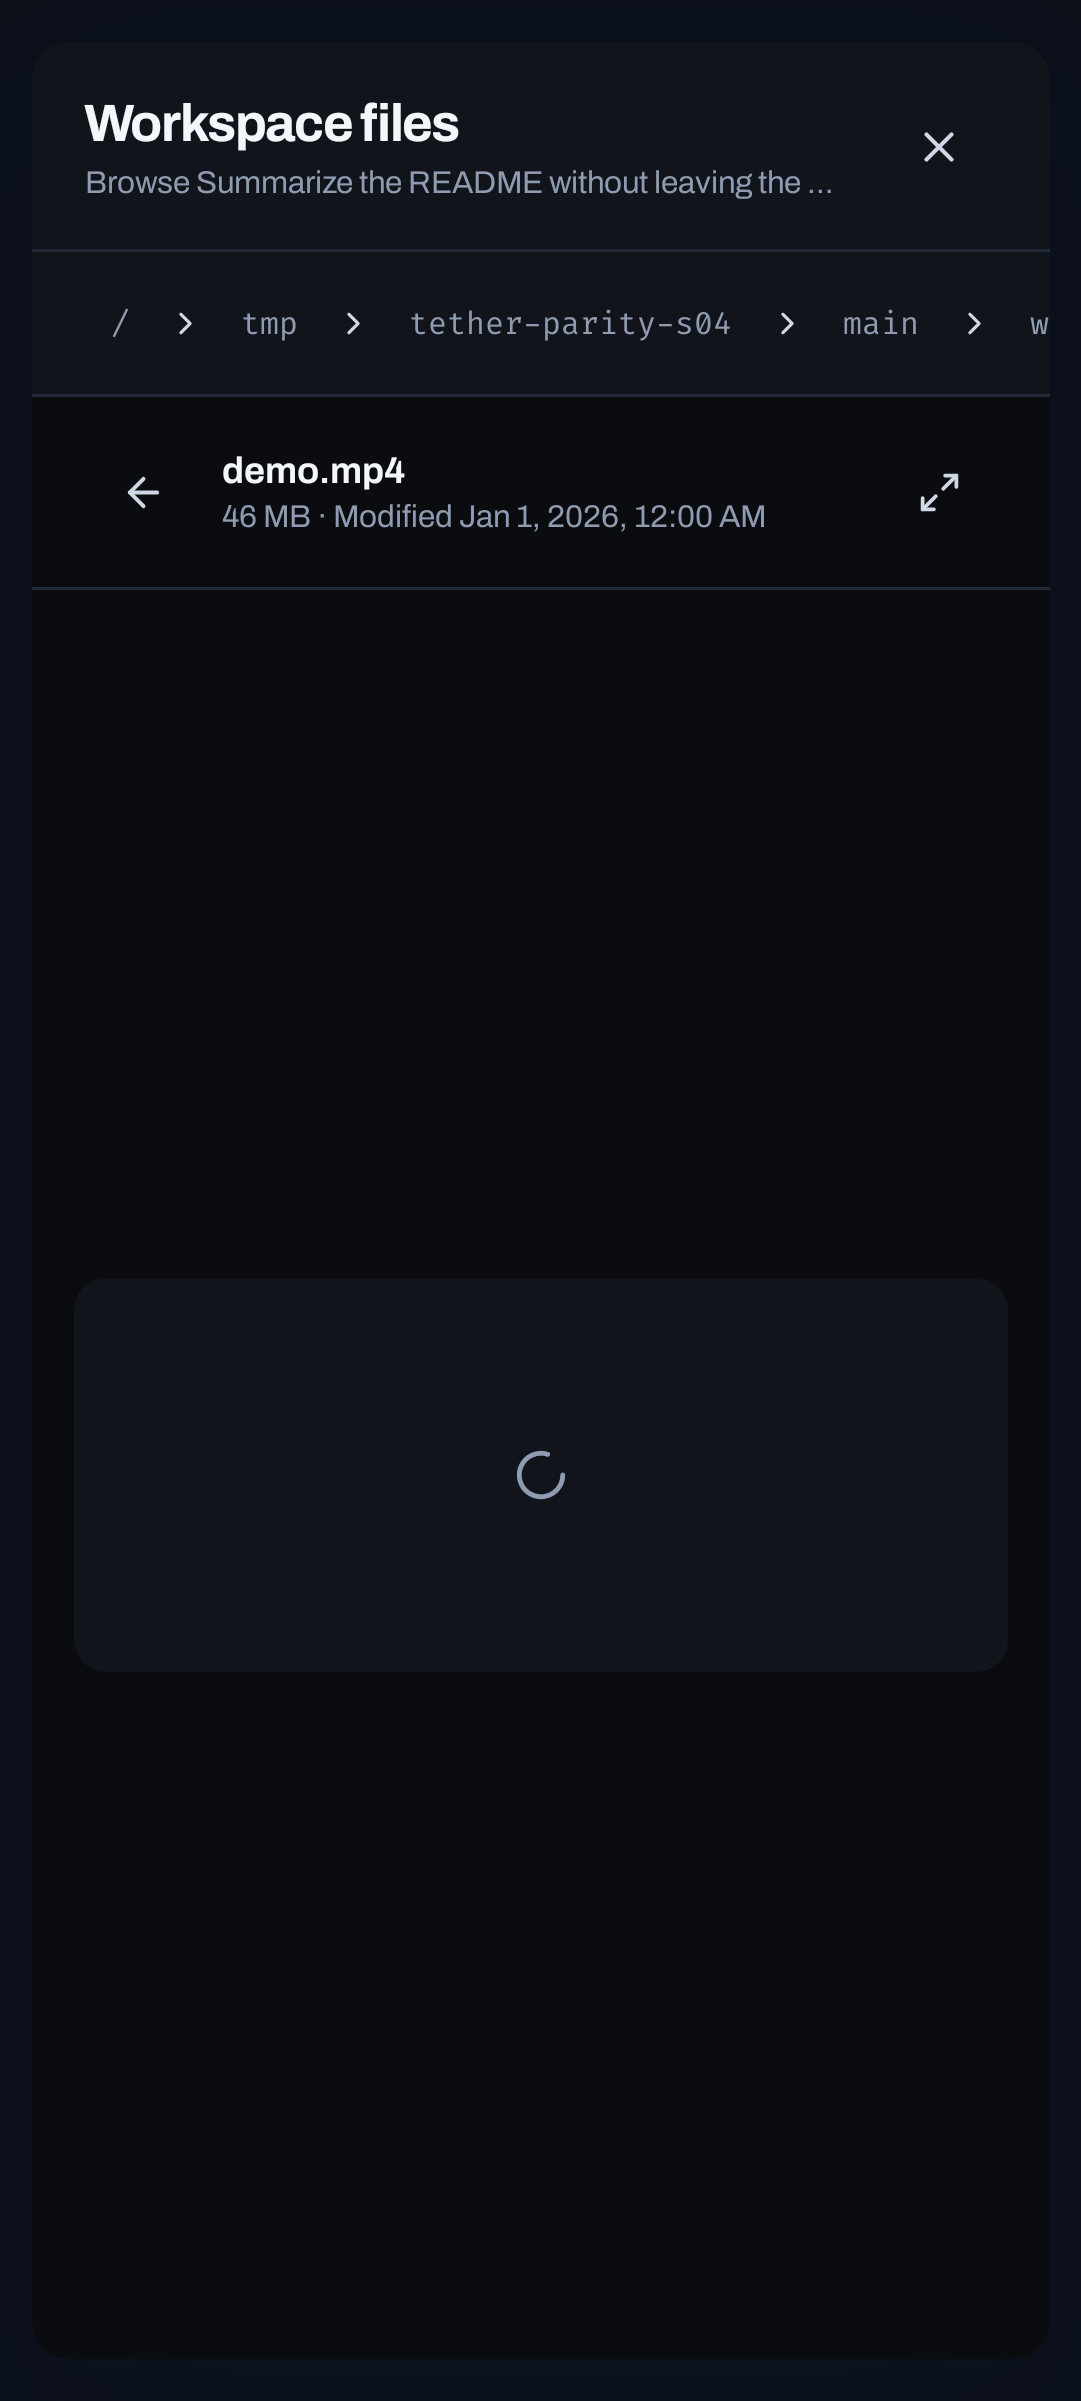 Workspace files
Browse Summarize the README without leaving the ...
/ > tmp > tether-parity-s04 > main > w
demo.mp4
46 MB · Modified Jan 1, 2026, 12:00 AM